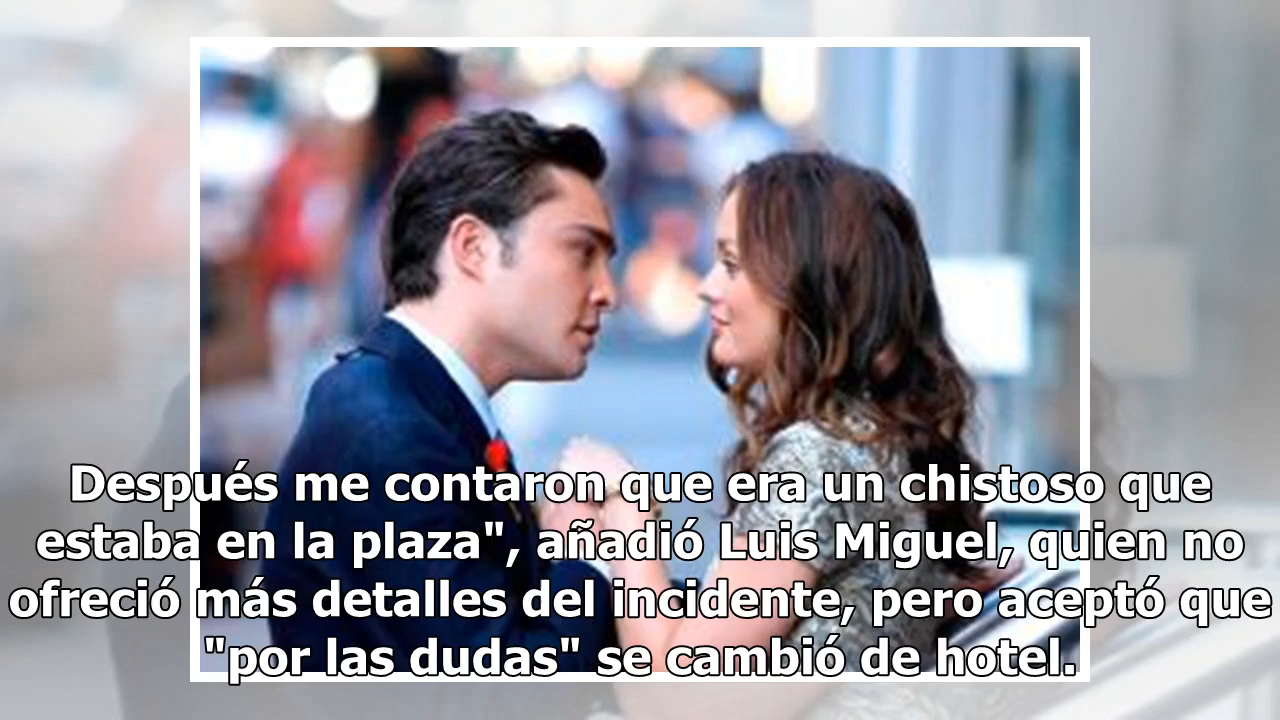 Después me contaron que era un chistoso que
estaba en la plaza", añadió Luis Miguel, quien no
ofreció más detalles del incidente, pero aceptó que
"por las dudas" se cambió de hotel.